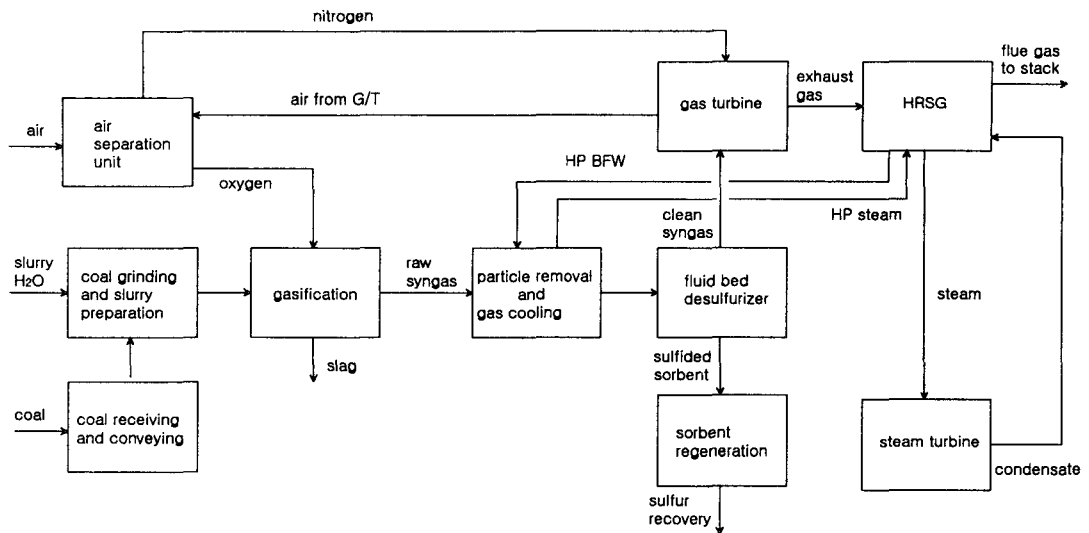 nitrogen
flue gas
to stack
air
air
separation
unit
air from G/T
gas turbine
exhaust
gas
HRSG
oxygen
HP BFW
HP steam
clean
syngas
slurry
H2O
coal grinding
and slurry
preparation
gasification
raw
syngas
particle removal
and
gas cooling
fluid bed
desulfurizer
steam
slag
sulfided
sorbent
coal
coal receiving
and conveying
sorbent
regeneration
steam turbine
condensate
sulfur
recovery